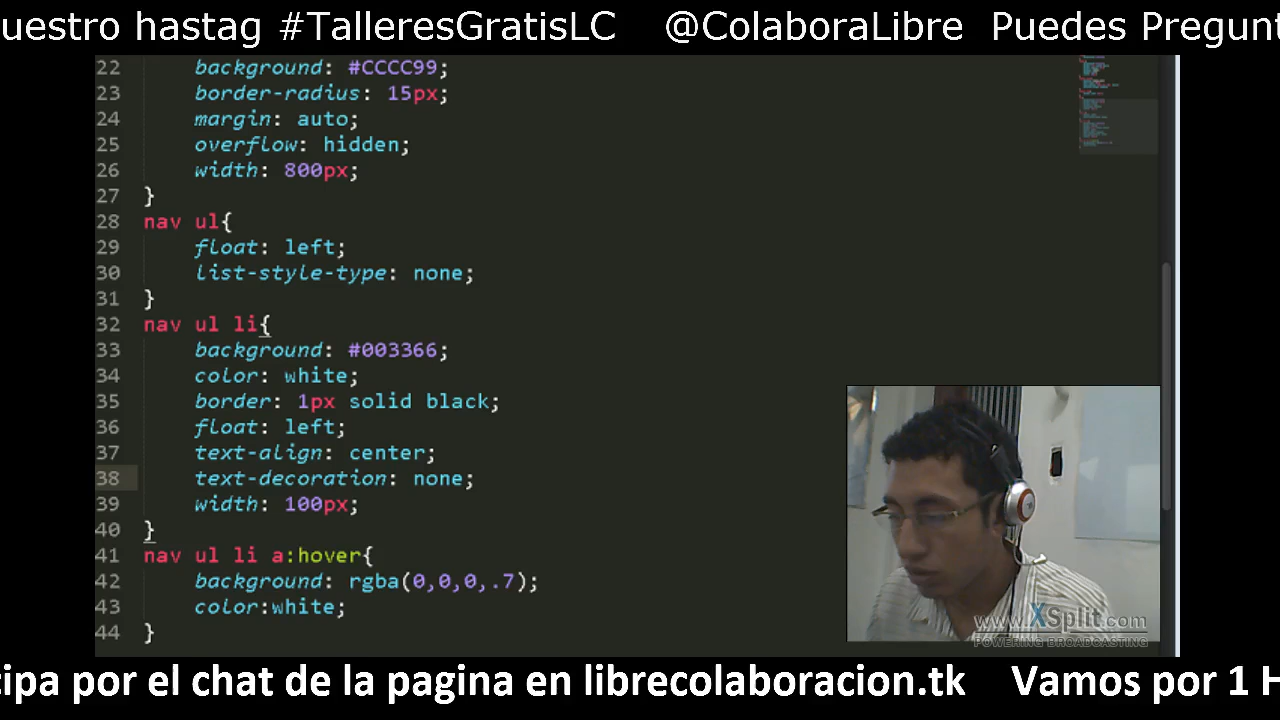 uestro hastag #TalleresGratisLC @ColaboraLibre Puedes Pregunt
22 background: #CCCC99;
23 border-radius: 15px;
24 margin: auto;
25 overflow: hidden;
26 width: 800px;
27 }
28 nav ul{
29 float: left;
30 list-style-type: none;
31 }
32 nav ul li{
33 background: #003366;
34 color: white;
35 border: 1px solid black;
36 float: left;
37 text-align: center;
38 text-decoration: none;
39 width: 100px;
40 }
41 nav ul li a:hover{
42 background: rgba(0,0,0,.7);
43 color:white;
44 }
www.XSplit.com
POWERING BROADCASTING
ipa por el chat de la pagina en librecolaboracion.tk Vamos por 1 H